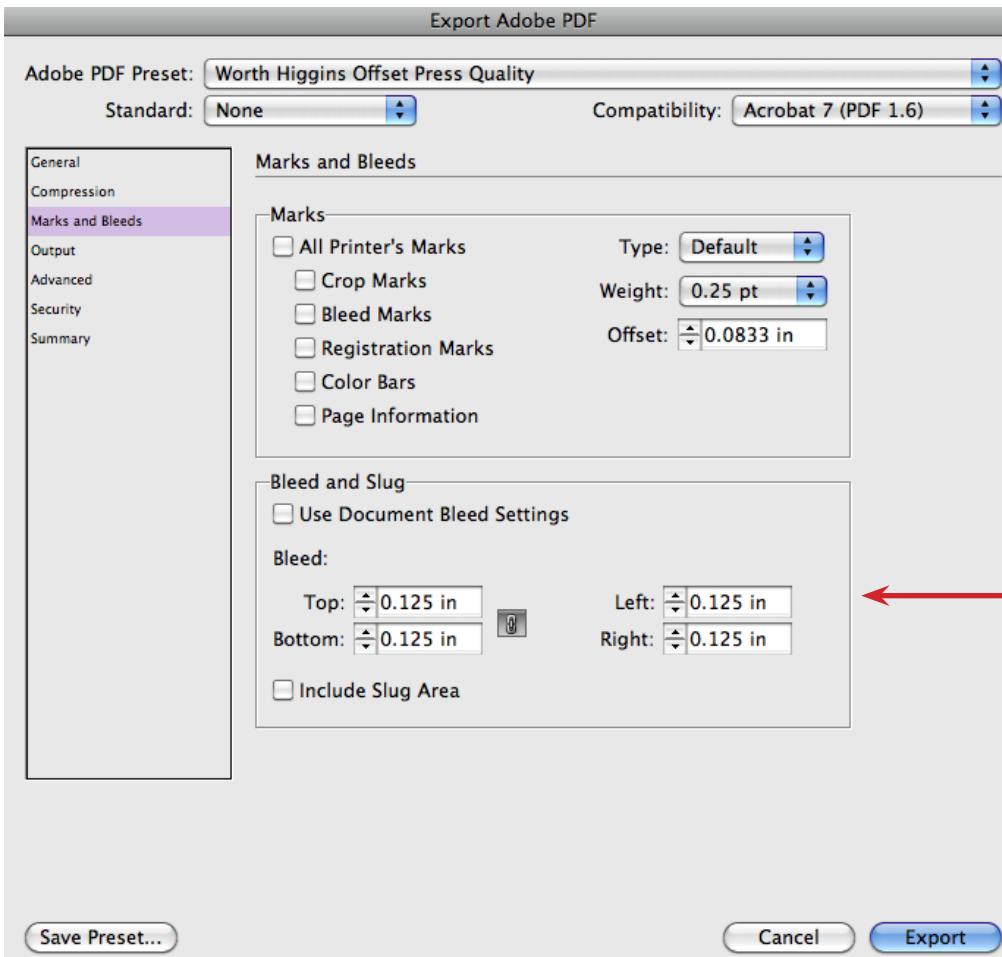 Export Adobe PDF
Adobe PDF Preset: Worth Higgins Offset Press Quality
Standard: None Compatibility: Acrobat 7 (PDF 1.6)
General
Compression
Marks and Bleeds
Output
Advanced
Security
Summary
Marks and Bleeds
Marks
All Printer's Marks
Crop Marks
Bleed Marks
Registration Marks
Color Bars
Page Information
Type: Default
Weight: 0.25 pt
Offset: 0.0833 in
Bleed and Slug
Use Document Bleed Settings
Bleed:
Top: 0.125 in Left: 0.125 in
Bottom: 0.125 in Right: 0.125 in
Include Slug Area
Save Preset... Cancel Export